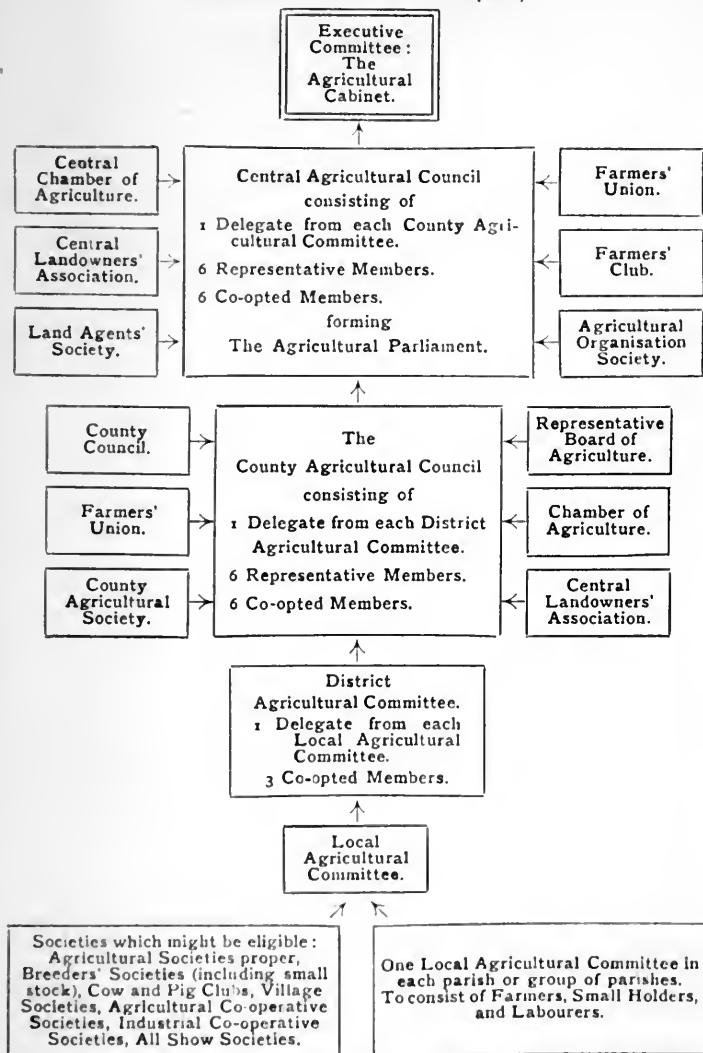 Executive
Committee :
The
Agricultural
Cabinet.
Central
Chamber of
Agriculture.
Central
Landowners'
Association.
Land Agents'
Society.
Central Agricultural Council
consisting of
1 Delegate from each County Agri-
cultural Committee.
6 Representative Members.
6 Co-opted Members.
forming
The Agricultural Parliament.
Farmers'
Union.
Farmers'
Club.
Agricultural
Organisation
Society.
County
Council.
Farmers'
Union.
County
Agricultural
Society.
The
County Agricultural Council
consisting of
1 Delegate from each District
Agricultural Committee.
6 Representative Members.
6 Co-opted Members.
Representative
Board of
Agriculture.
Chamber of
Agriculture.
Central
Landowners'
Association.
District
Agricultural Committee.
1 Delegate from each
Local Agricultural
Committee.
3 Co-opted Members.
Local
Agricultural
Committee.
Societies which might be eligible :
Agricultural Societies proper,
Breeders' Societies (including small
stock), Cow and Pig Clubs, Village
Societies, Agricultural Co-operative
Societies, Industrial Co-operative
Societies, All Show Societies.
One Local Agricultural Committee in
each parish or group of parishes.
To consist of Farmers, Small Holders,
and Labourers.